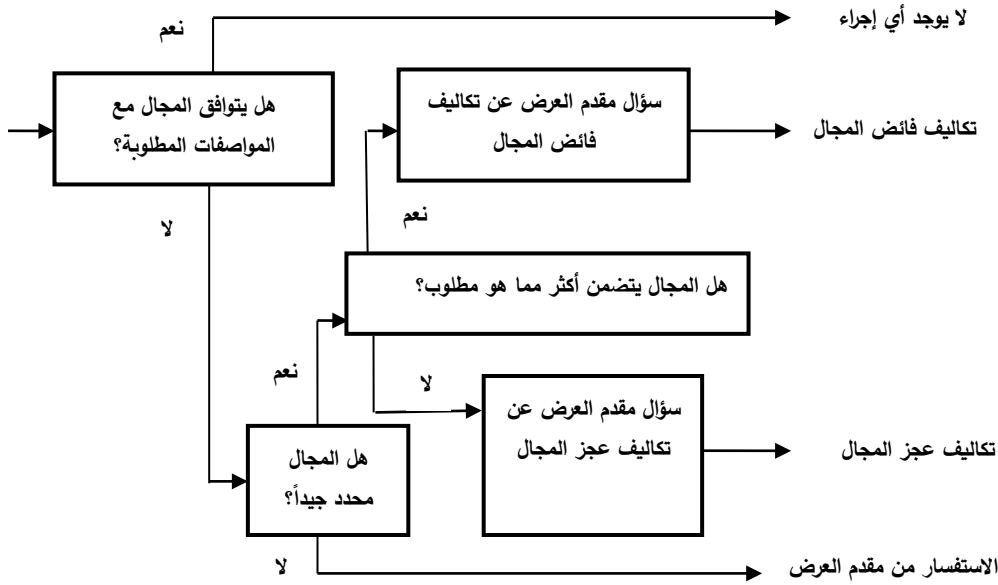 لا يوجد أي إجراء
نعم
هل يتوافق المجال مع
المواصفات المطلوبة؟
سؤال مقدم العرض عن تكاليف
فائض المجال
تكاليف فائض المجال
لا
نعم
هل المجال يتضمن أكثر مما هو مطلوب؟
نعم
لا
سؤال مقدم العرض عن
تكاليف عجز المجال
تكاليف عجز المجال
هل المجال
محدد جيداً؟
لا
الاستفسار من مقدم العرض